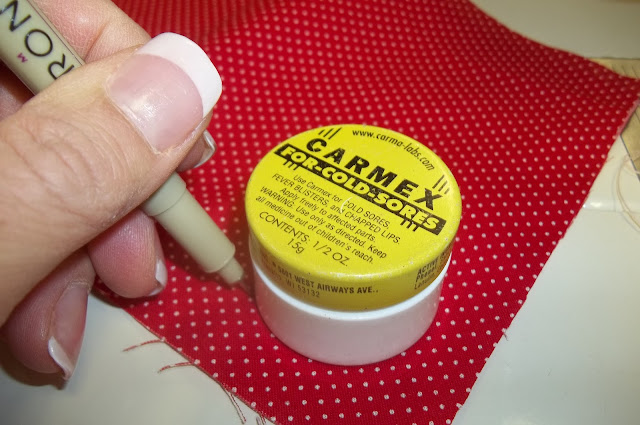 RON
M
www.carma-labs.com
CARMEX
FOR-COLD-SORES
Use Carmex for COLD SORES,
FEVER BLISTERS, and CHAPPED LIPS.
Apply freely to affected parts.
WARNING: Use only as directed. Keep
all medicine out of children's reach.
CONTENTS: 1/2 OZ.
15g
WEST AIRWAYS AVE.